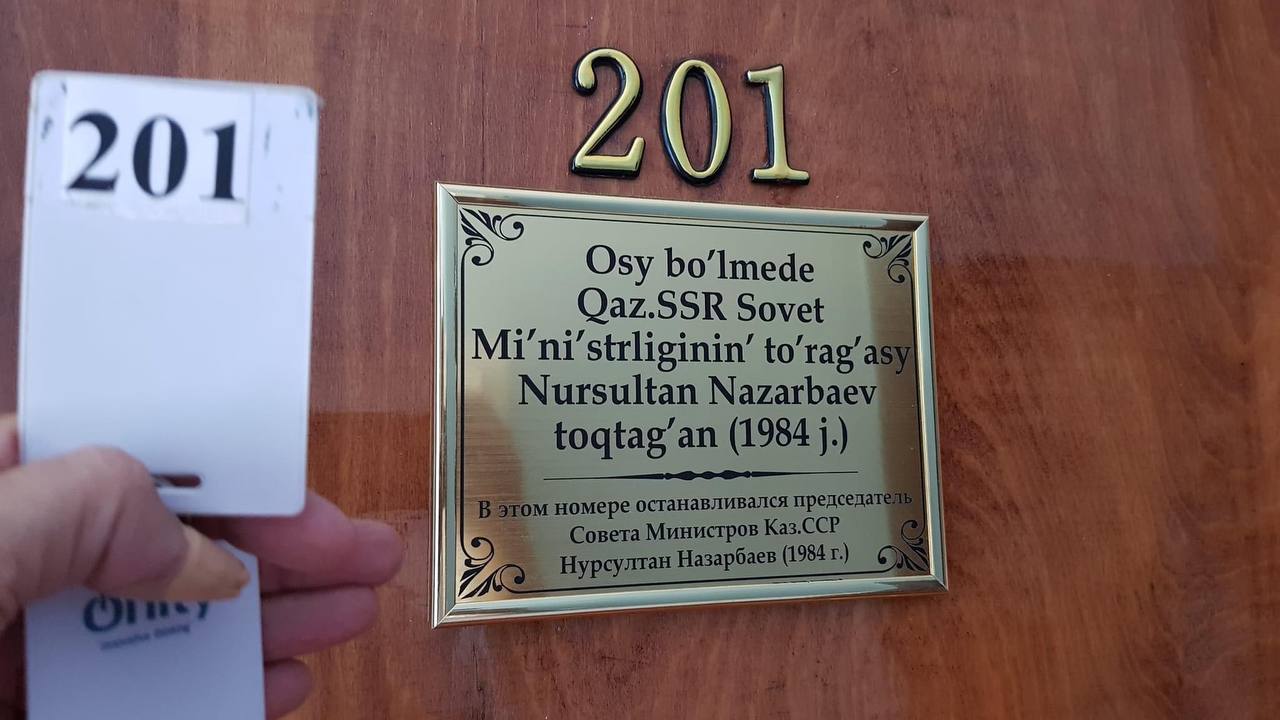 201
201
Osy bo’lmede
Qaz.SSR Sovet
Mi’ni’strliginin’ to’rag’asy
Nursultan Nazarbaev
toqtag’an (1984 j.)
В этом номере останавливался председатель
Совета Министров Каз.ССР
Нурсултан Назарбаев (1984 г.)